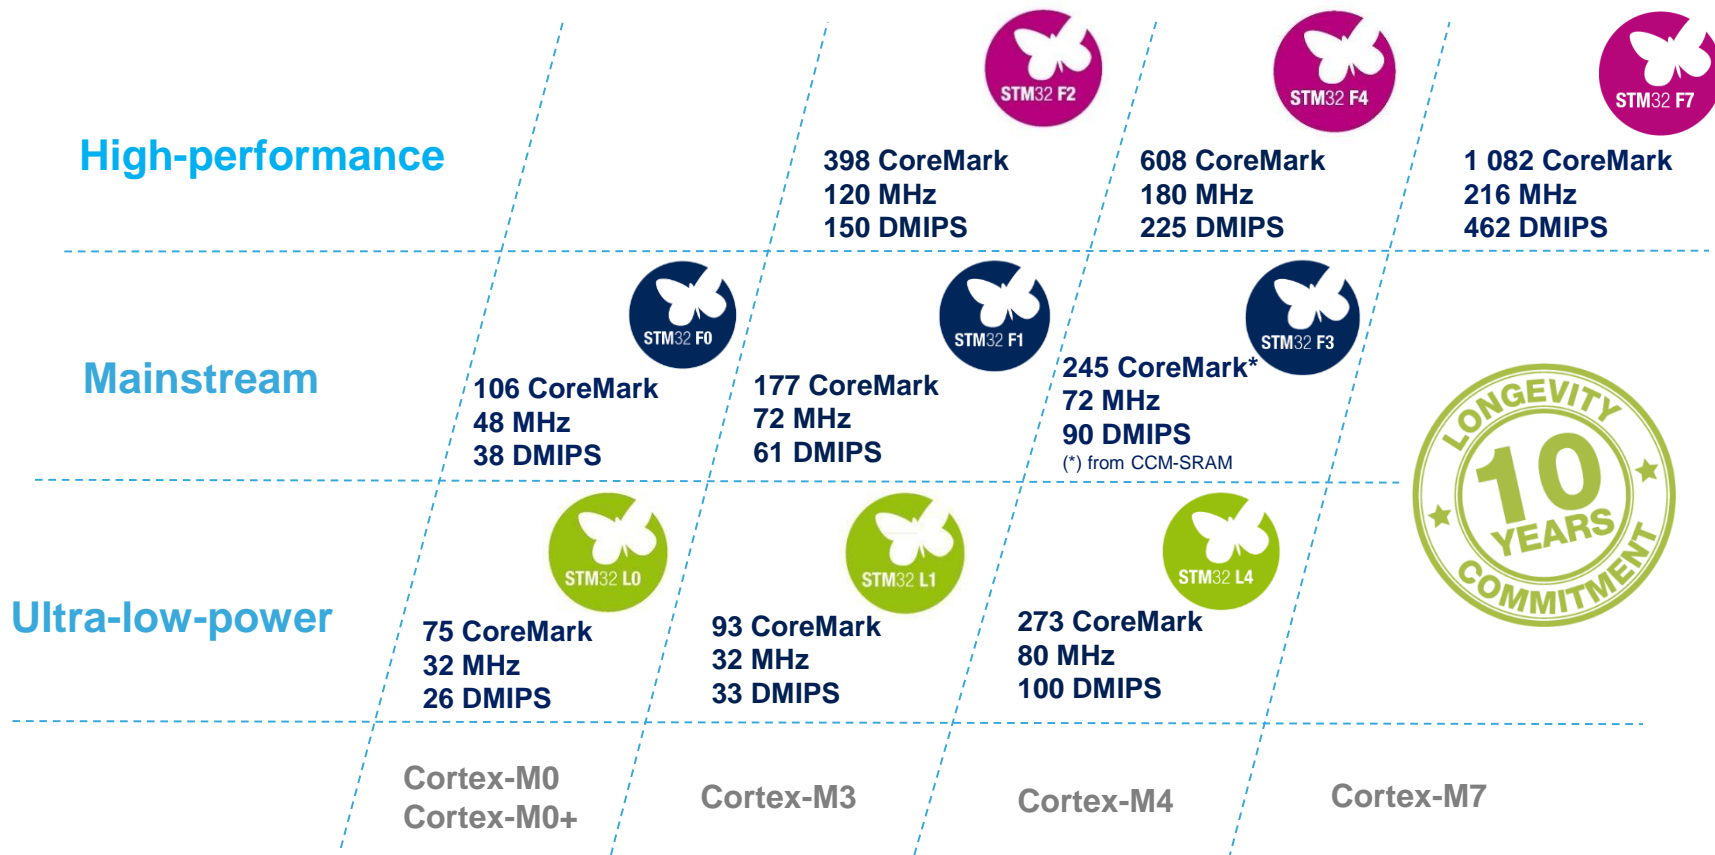 STM32 F2
STM32 F4
STM32 F7
High-performance
398 CoreMark
120 MHz
150 DMIPS
608 CoreMark
180 MHz
225 DMIPS
1 082 CoreMark
216 MHz
462 DMIPS
STM32 F0
STM32 F1
STM32 F3
Mainstream
106 CoreMark
48 MHz
38 DMIPS
177 CoreMark
72 MHz
61 DMIPS
245 CoreMark*
72 MHz
90 DMIPS
(*) from CCM-SRAM
LONGEVITY
10
YEARS
COMMITMENT
STM32 L0
STM32 L1
STM32 L4
Ultra-low-power
75 CoreMark
32 MHz
26 DMIPS
93 CoreMark
32 MHz
33 DMIPS
273 CoreMark
80 MHz
100 DMIPS
Cortex-M0
Cortex-M0+
Cortex-M3
Cortex-M4
Cortex-M7